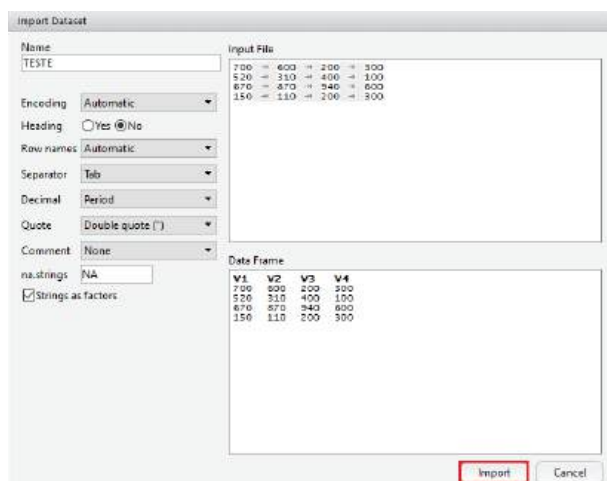 Import Dataset
Name
TESTE
Encoding Automatic
Heading Yes No
Row names Automatic
Separator Tab
Decimal Period
Quote Double quote (")
Comment None
na.strings NA
Strings as factors
Input File
700 → 600 → 200 → 300
520 → 310 → 400 → 100
670 → 870 → 940 → 600
150 → 110 → 200 → 300
Data Frame
V1 V2 V3 V4
700 600 200 300
520 310 400 100
670 870 940 600
150 110 200 300
Import Cancel